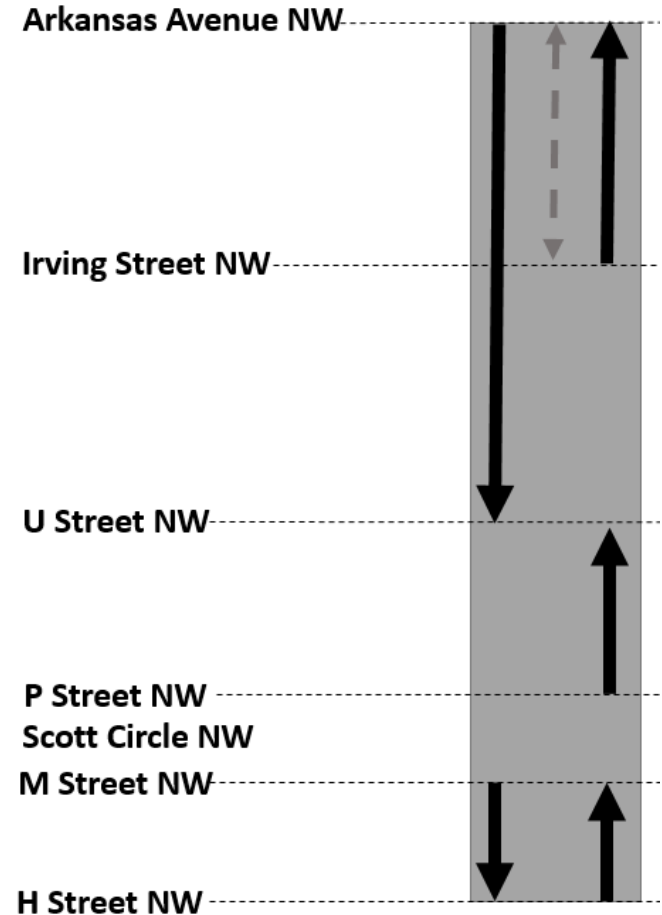 Arkansas Avenue NW
Irving Street NW
U Street NW
P Street NW
Scott Circle NW
M Street NW
H Street NW